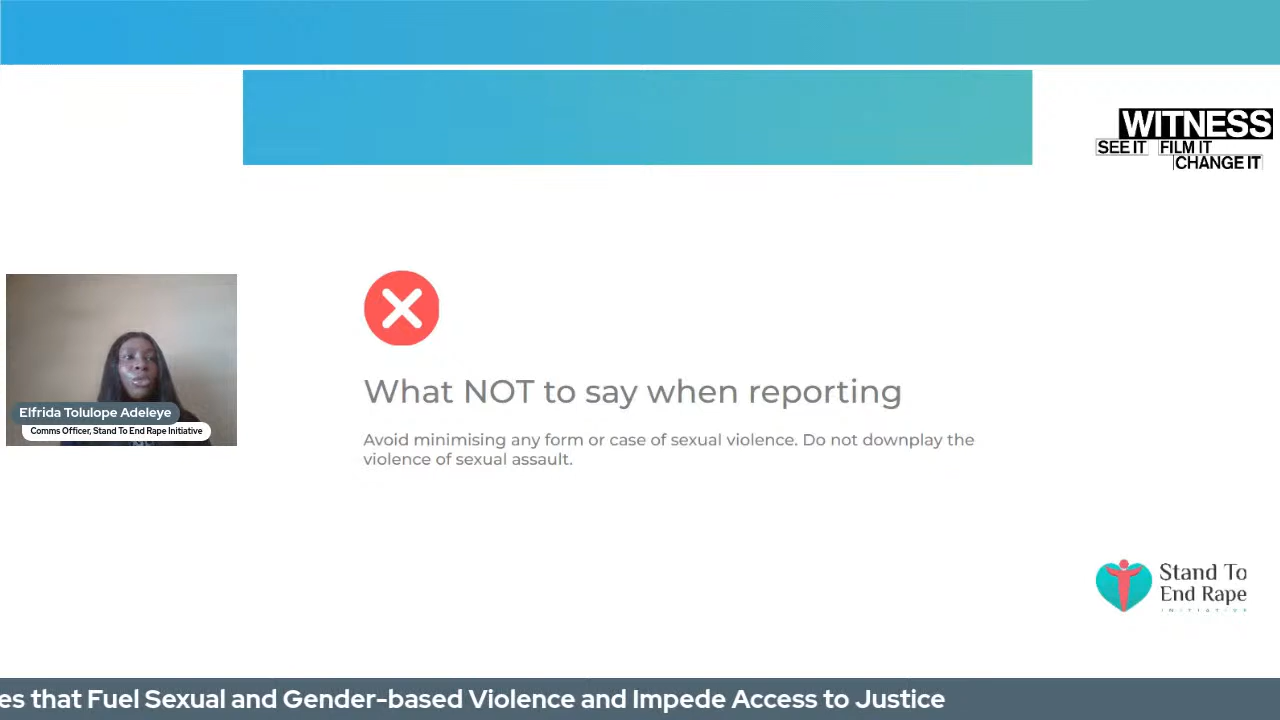 WITNESS
SEE IT FILM IT
CHANGE IT
What NOT to say when reporting
Avoid minimising any form or case of sexual violence. Do not downplay the
violence of sexual assault.
Elfrida Tolulope Adeleye
Comms Officer, Stand To End Rape Initiative
Stand To
End Rape
INITIATIVE
es that Fuel Sexual and Gender-based Violence and Impede Access to Justice